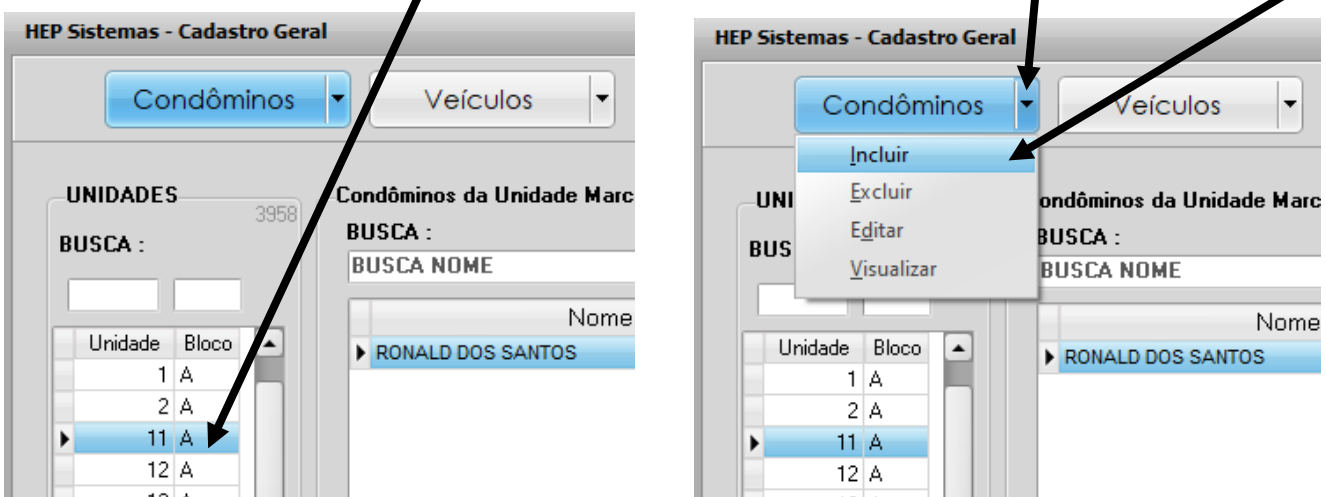 HEP Sistemas - Cadastro Geral
Condôminos
Veículos
UNIDADES
3958
BUSCA :
Unidade Bloco
1 A
2 A
11 A
12 A
Condôminos da Unidade Marc
BUSCA :
BUSCA NOME
Nome
RONALD DOS SANTOS
HEP Sistemas - Cadastro Geral
Condôminos
Veículos
Incluir
Excluir
Editar
Visualizar
UNI
BUS
Unidade Bloco
1 A
2 A
11 A
12 A
ondôminos da Unidade Marc
BUSCA :
BUSCA NOME
Nome
RONALD DOS SANTOS